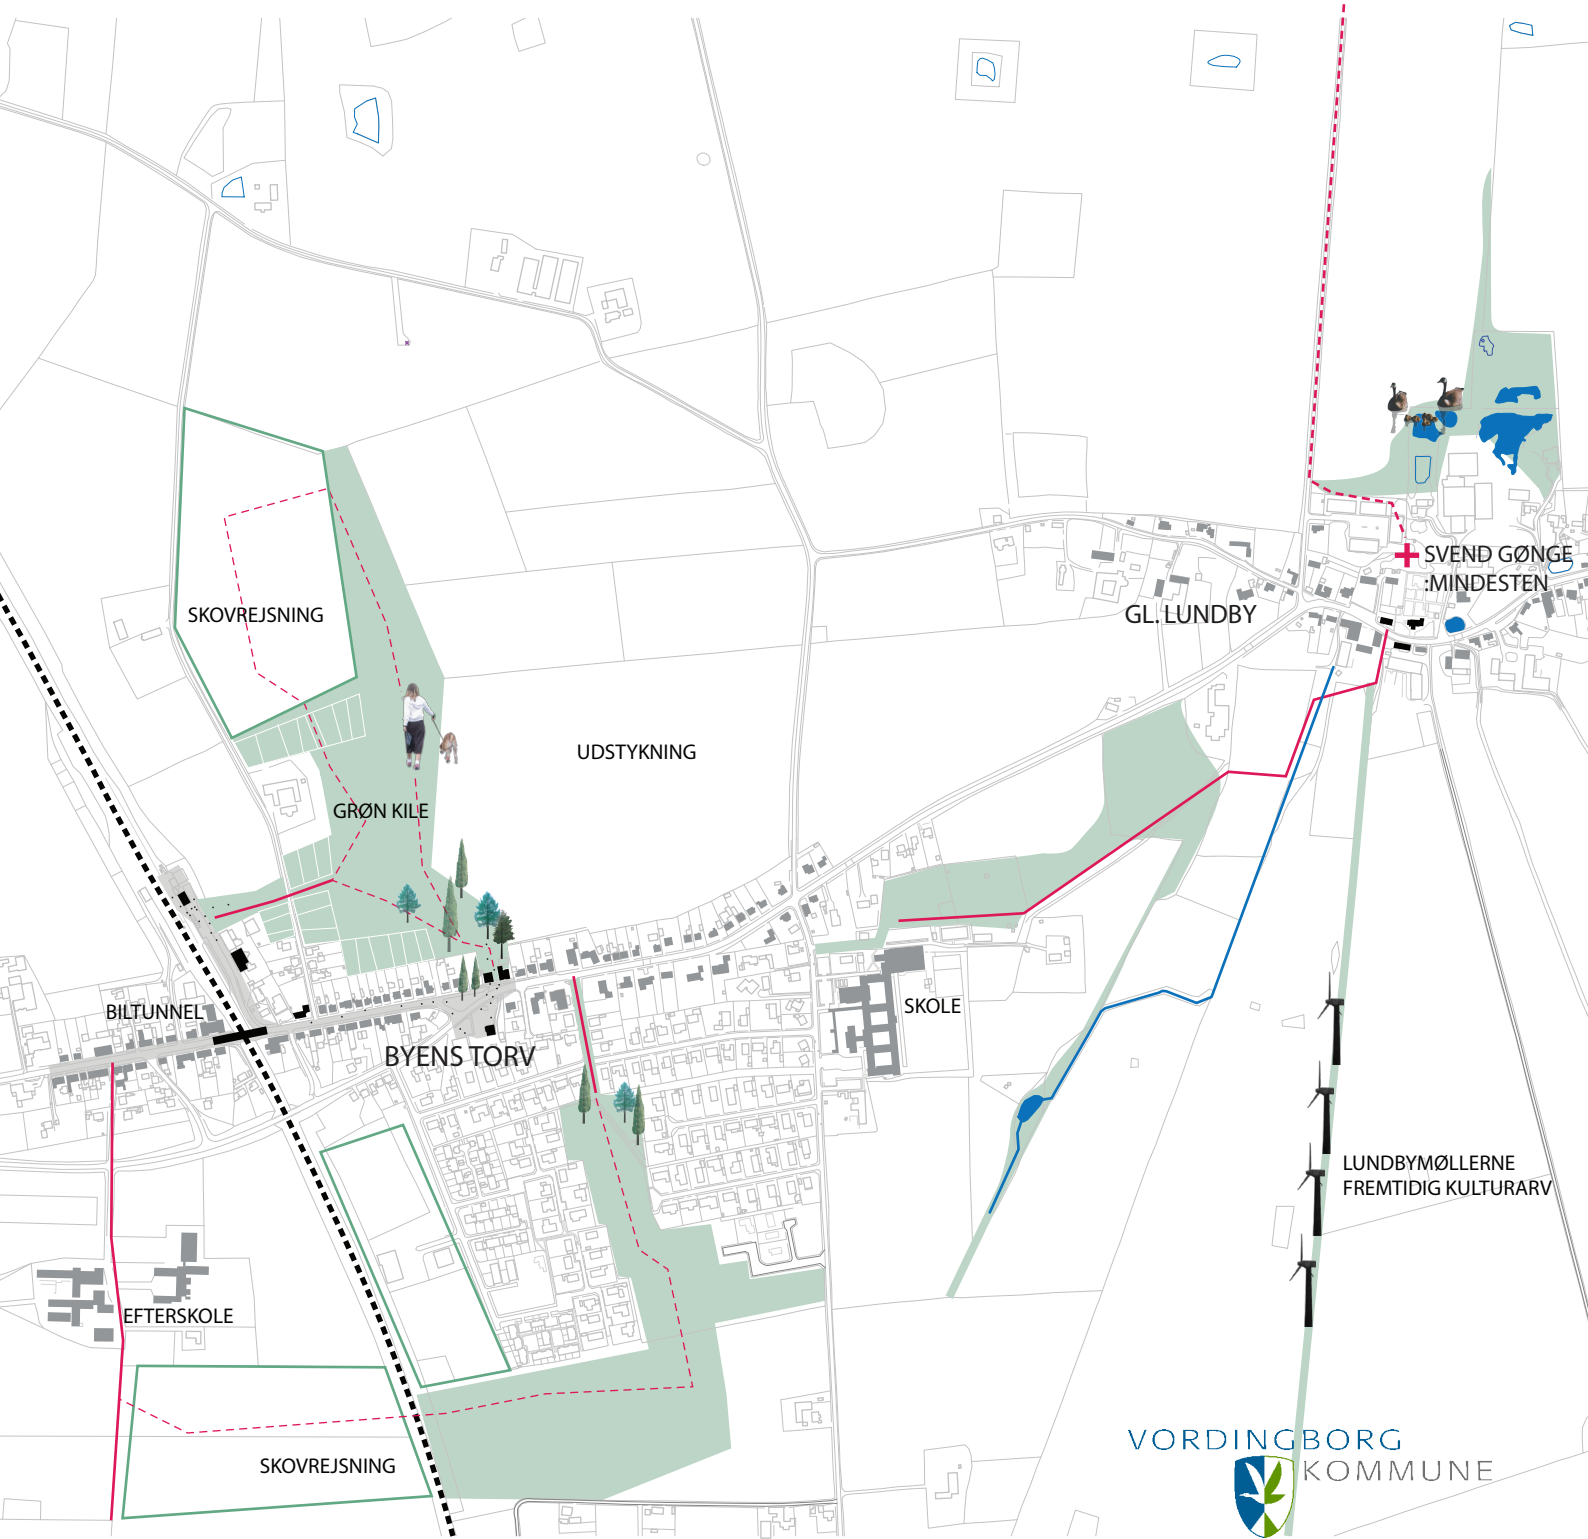 SVEND GØNGE
:MINDESTEN
GL. LUNDBY
SKOVREJSNING
UDSTYKNING
GRØN KILE
BILTUNNEL
SKOLE
BYENS TORV
LUNDBYMØLLERNE
FREMTIDIG KULTURARV
EFTERSKOLE
SKOVREJSNING
VORDINGBORG
KOMMUNE